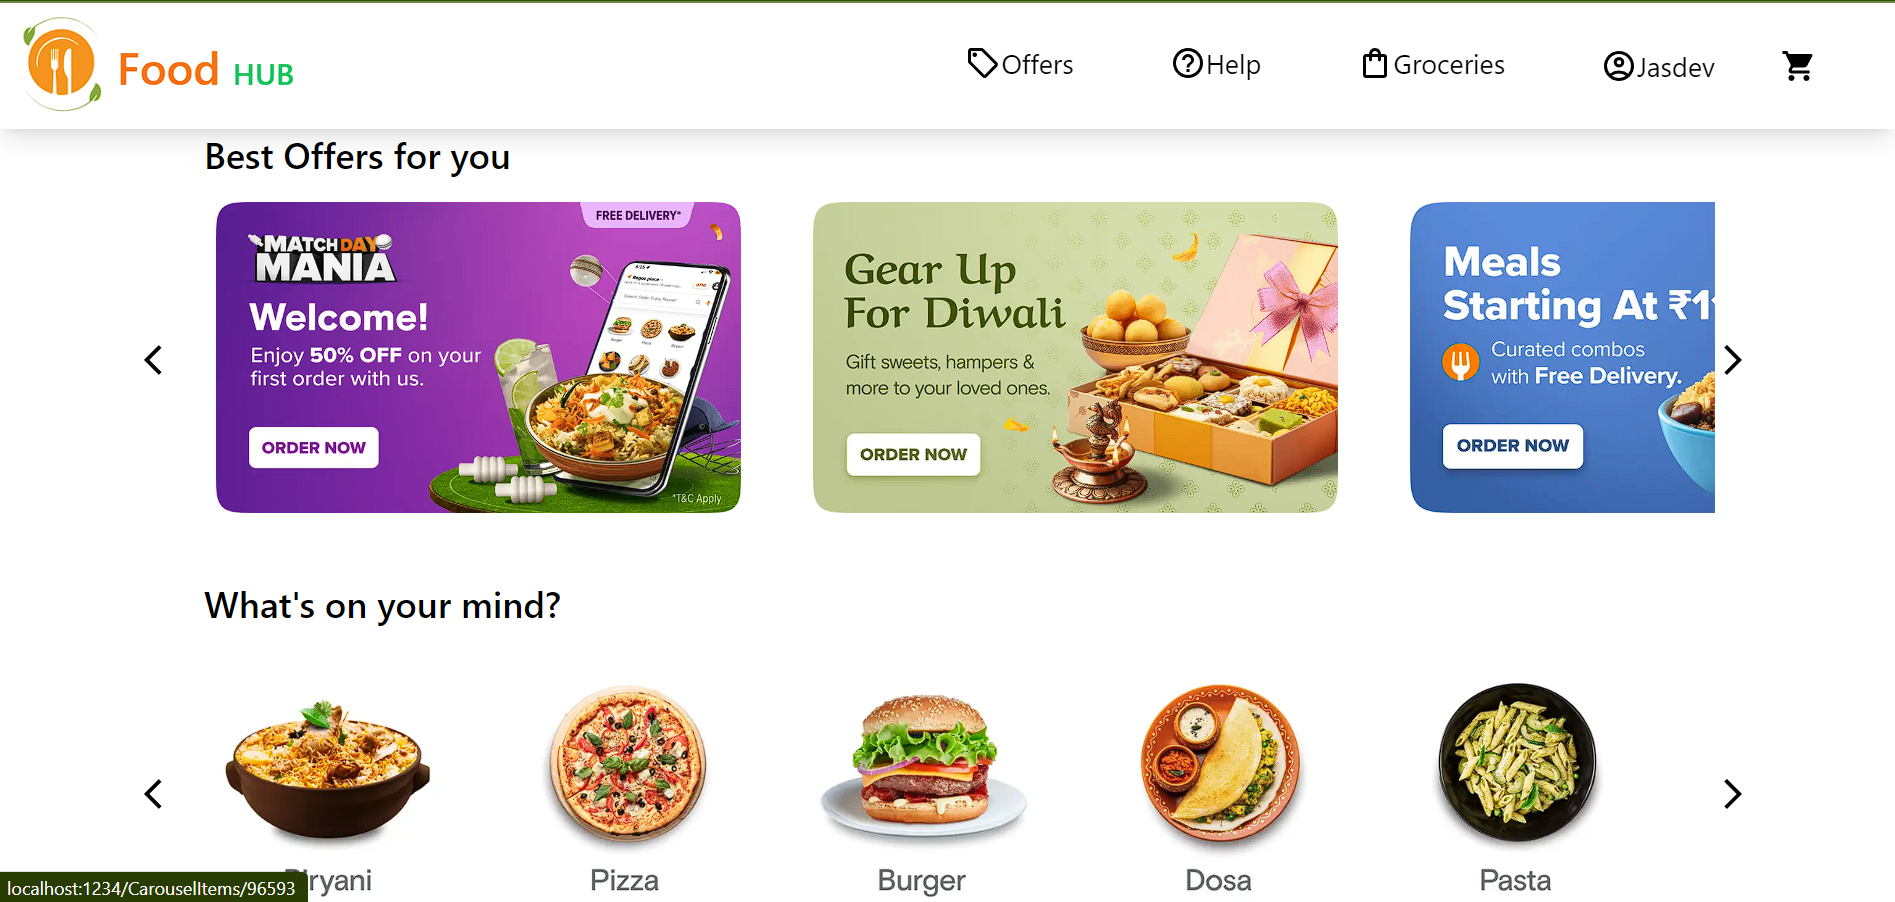 Food HUB
Offers
Help
Groceries
Jasdev
Best Offers for you
FREE DELIVERY*
MATCH DAY
MANIA
Welcome!
Enjoy 50% OFF on your
first order with us.
ORDER NOW
*T&C Apply
Gear Up
For Diwali
Gift sweets, hampers &
more to your loved ones.
ORDER NOW
Meals
Starting At ₹1
Curated combos
with Free Delivery.
ORDER NOW
What's on your mind?
Biryani
Pizza
Burger
Dosa
Pasta
localhost:1234/CarouselItems/96593